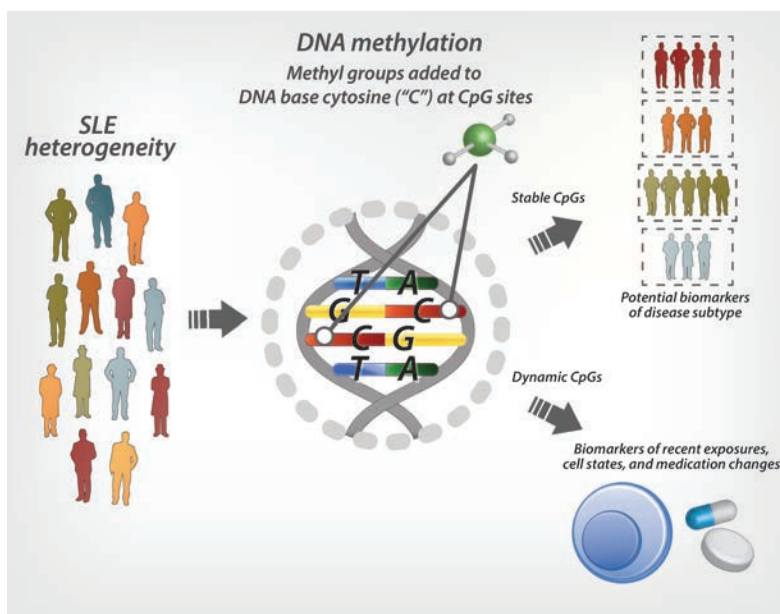 DNA methylation
Methyl groups added to
DNA base cytosine ("C") at CpG sites
SLE
heterogeneity
T A
G C
C G
T A
Stable CpGs
Potential biomarkers
of disease subtype
Dynamic CpGs
Biomarkers of recent exposures,
cell states, and medication changes